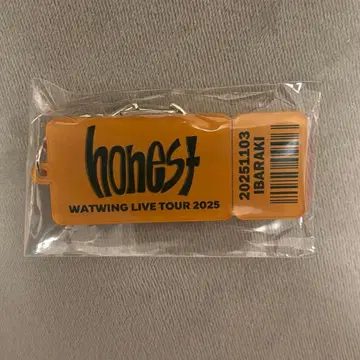 honest
WATWING LIVE TOUR 2025
20251103
IBARAKI